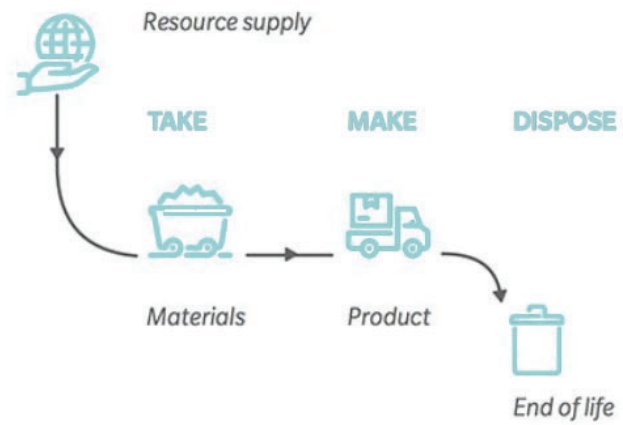 Resource supply
TAKE
MAKE
DISPOSE
Materials
Product
End of life